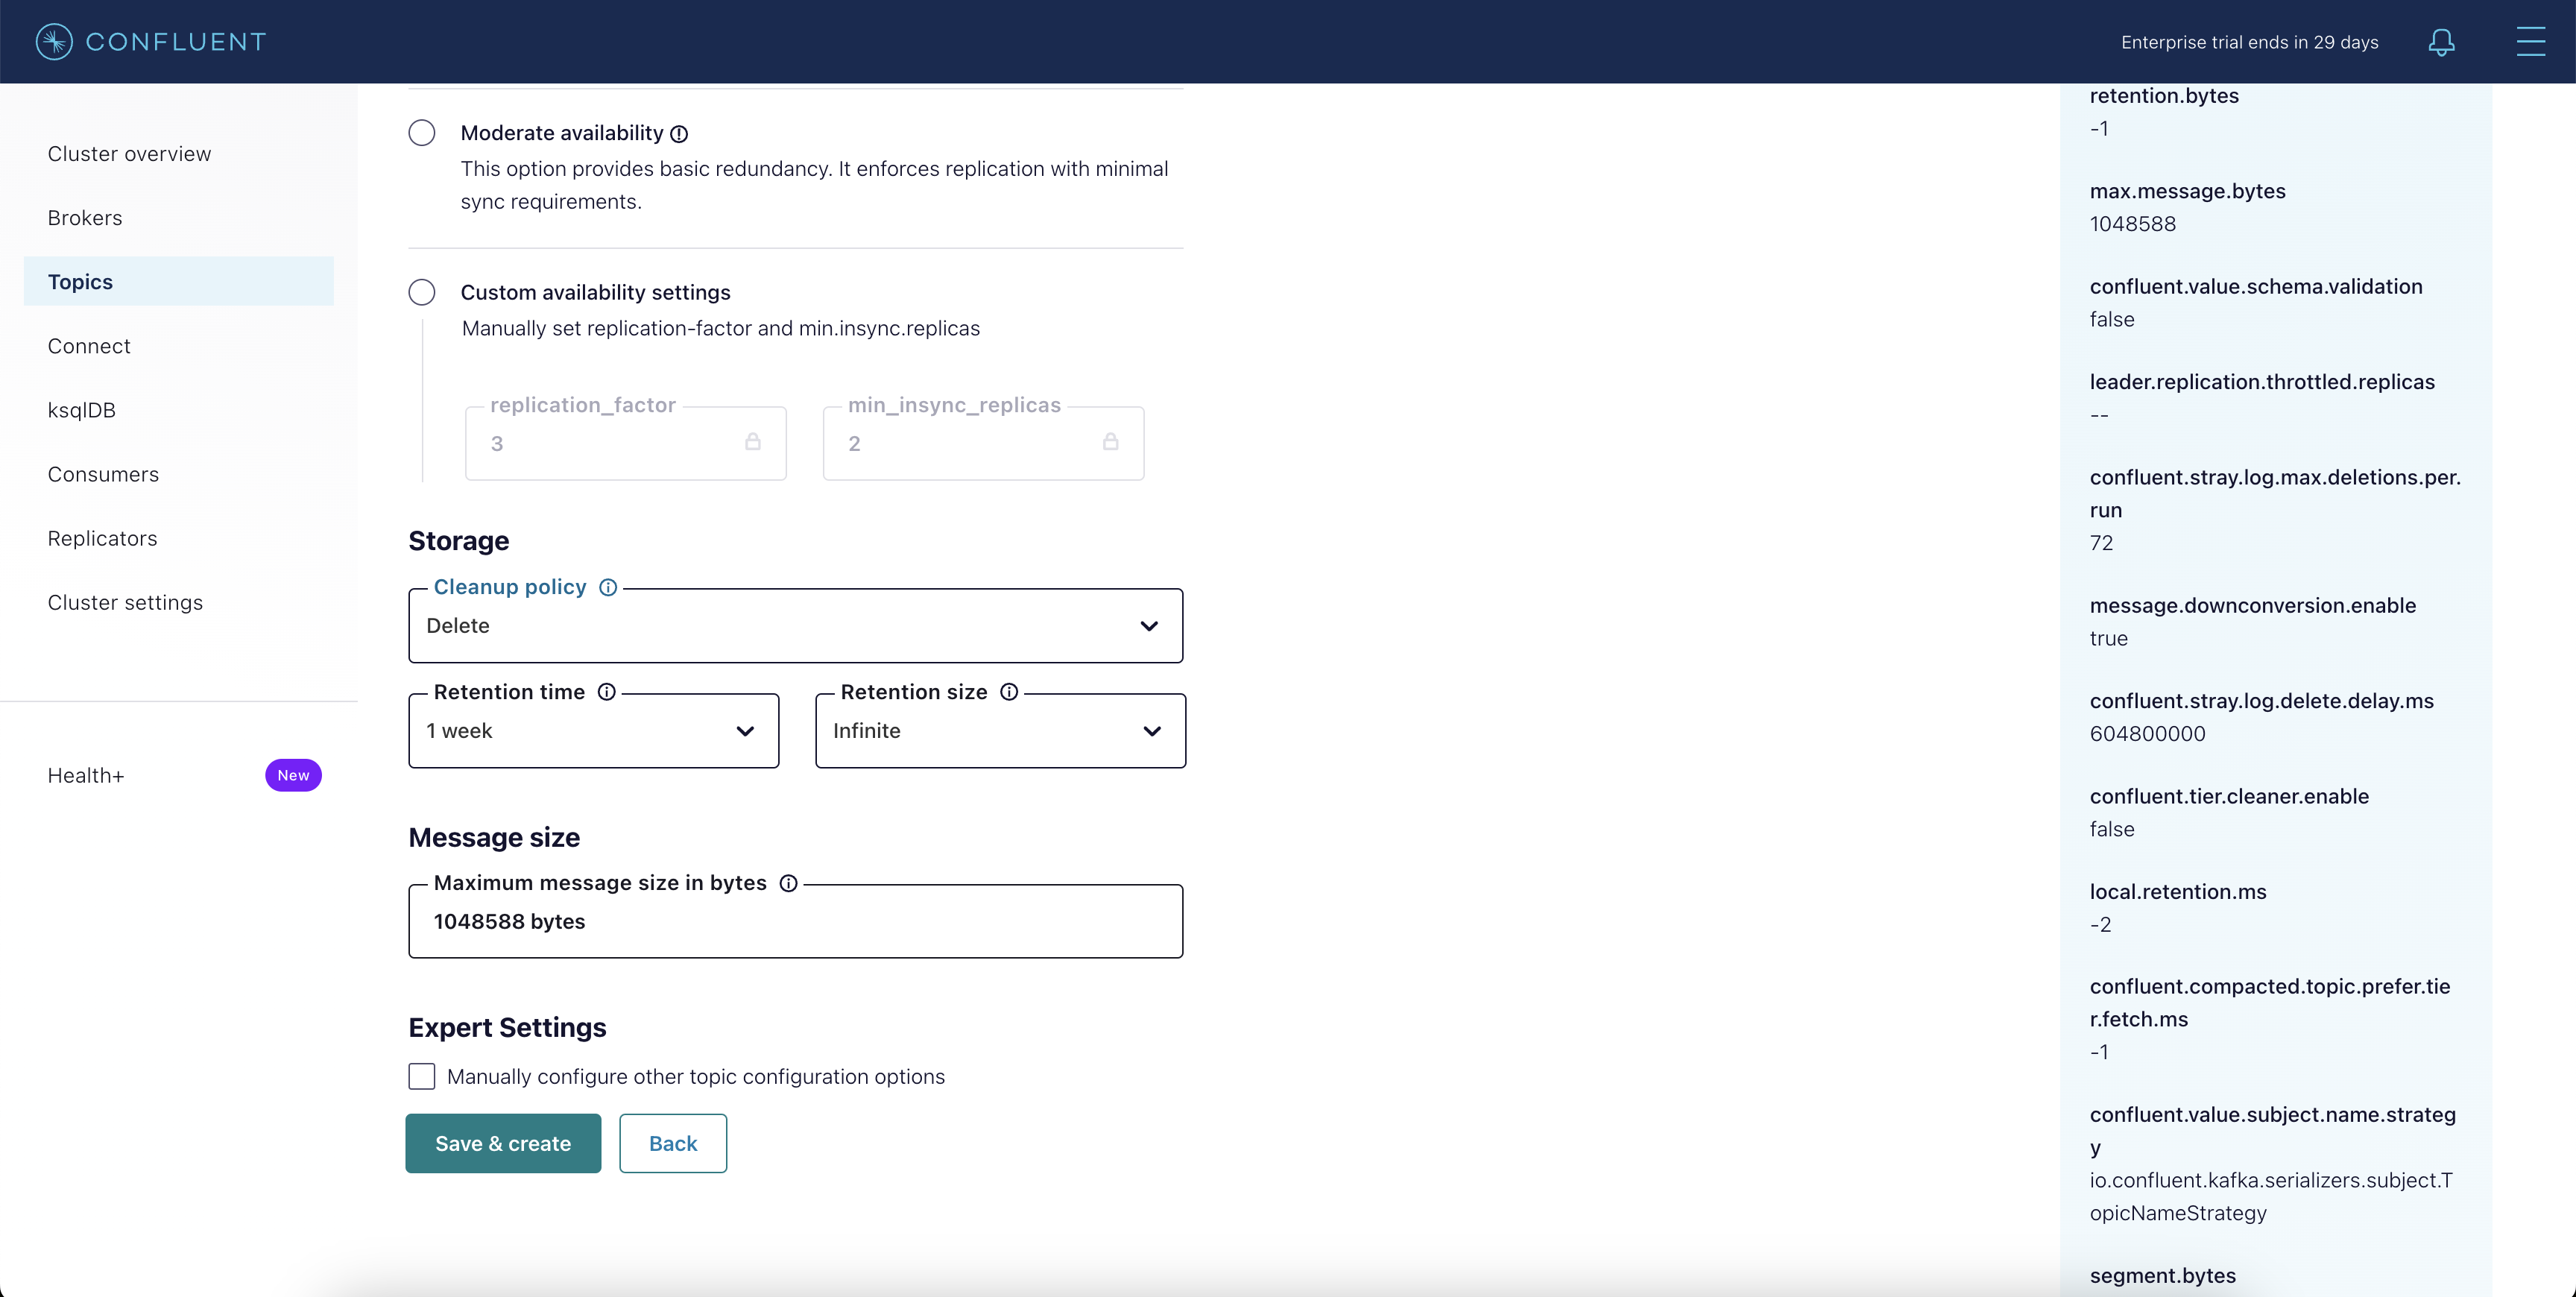 CONFLUENT
Enterprise trial ends in 29 days
Cluster overview
Brokers
Topics
Connect
ksqlDB
Consumers
Replicators
Cluster settings
Health+
New
Moderate availability
This option provides basic redundancy. It enforces replication with minimal
sync requirements.
Custom availability settings
Manually set replication-factor and min.insync.replicas
replication_factor
3
min_insync_replicas
2
Storage
Cleanup policy
Delete
Retention time
1 week
Retention size
Infinite
Message size
Maximum message size in bytes
1048588 bytes
Expert Settings
Manually configure other topic configuration options
Save & create
Back
retention.bytes
-1
max.message.bytes
1048588
confluent.value.schema.validation
false
leader.replication.throttled.replicas
--
confluent.stray.log.max.deletions.per.
run
72
message.downconversion.enable
true
confluent.stray.log.delete.delay.ms
604800000
confluent.tier.cleaner.enable
false
local.retention.ms
-2
confluent.compacted.topic.prefer.tie
r.fetch.ms
-1
confluent.value.subject.name.strateg
y
io.confluent.kafka.serializers.subject.T
opicNameStrategy
segment.bytes